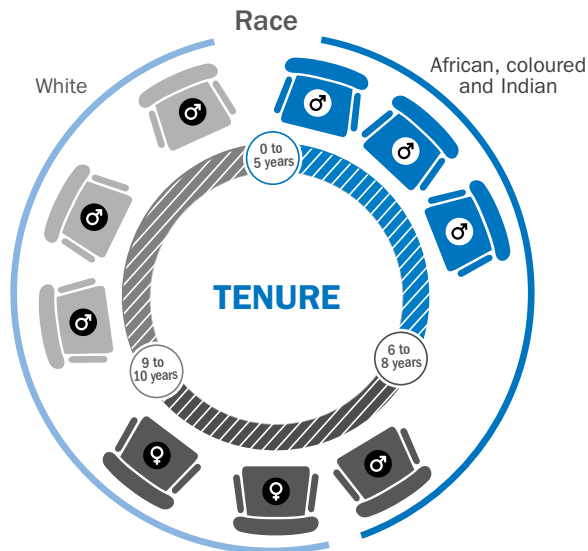 Race
White
African, coloured
and Indian
0 to
5 years
TENURE
9 to
10 years
6 to
8 years